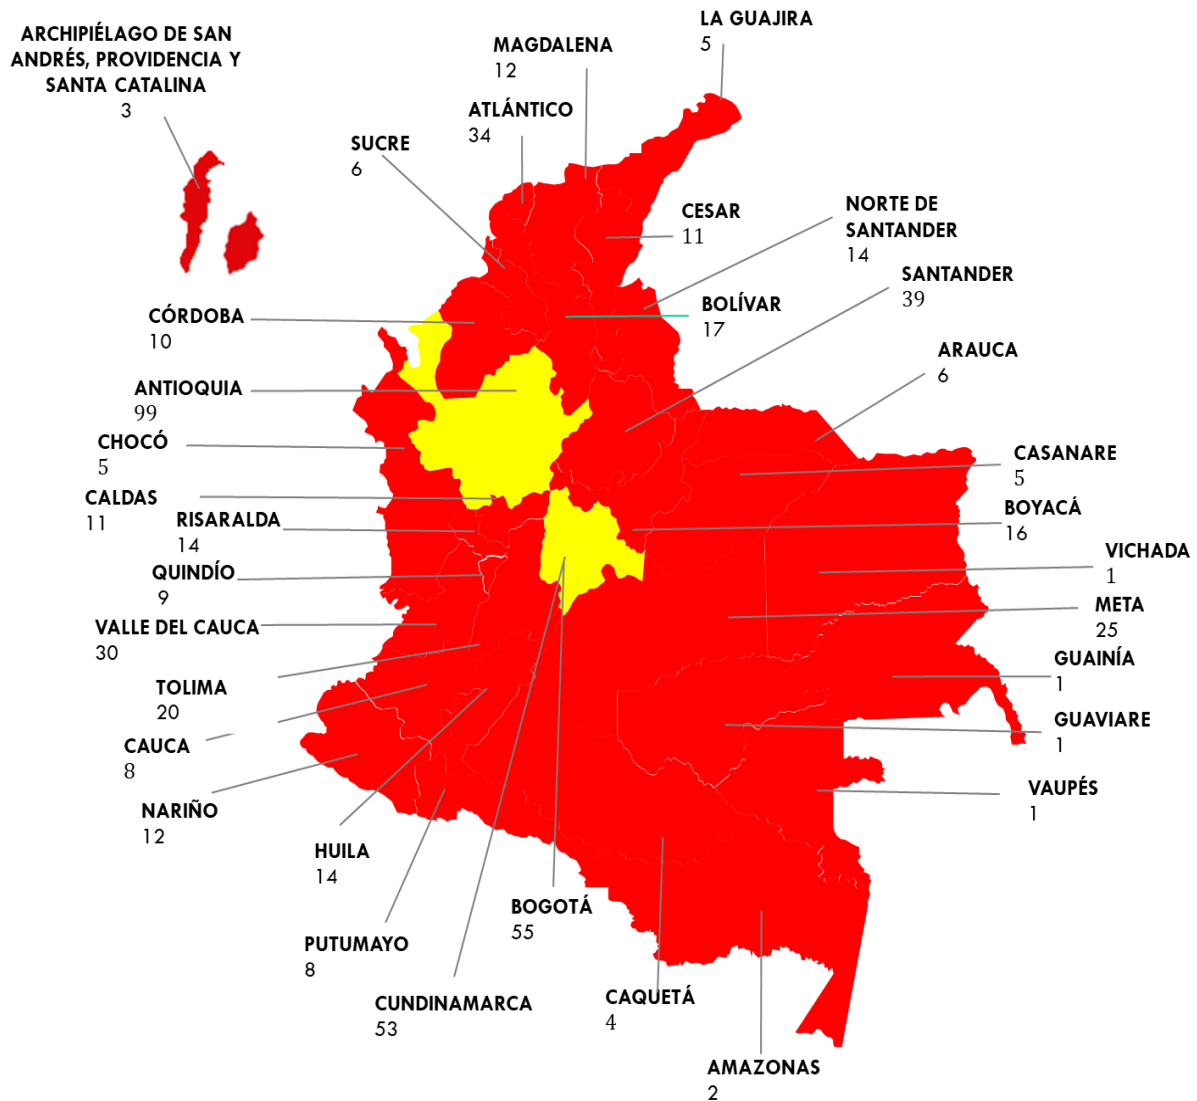 LA GUAJIRA
5
ARCHIPIÉLAGO DE SAN
ANDRÉS, PROVIDENCIA Y
SANTA CATALINA
3
MAGDALENA
12
ATLÁNTICO
34
SUCRE
6
CESAR
11
NORTE DE
SANTANDER
14
SANTANDER
39
BOLÍVAR
17
CÓRDOBA
10
ARAUCA
6
ANTIOQUIA
99
CHOCÓ
5
CASANARE
5
CALDAS
11
BOYACÁ
16
RISARALDA
14
VICHADA
1
QUINDÍO
9
META
25
VALLE DEL CAUCA
30
GUAINÍA
1
TOLIMA
20
GUAVIARE
1
CAUCA
8
VAUPÉS
1
NARIÑO
12
HUILA
14
BOGOTÁ
55
PUTUMAYO
8
CUNDINAMARCA
53
CAQUETÁ
4
AMAZONAS
2